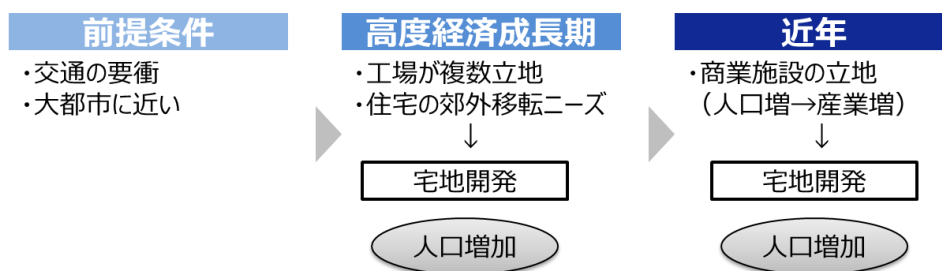 前提条件
・交通の要衝
・大都市に近い
高度経済成長期
・工場が複数立地
・住宅の郊外移転ニーズ
↓
宅地開発
人口増加
近年
・商業施設の立地
（人口増→産業増）
↓
宅地開発
人口増加